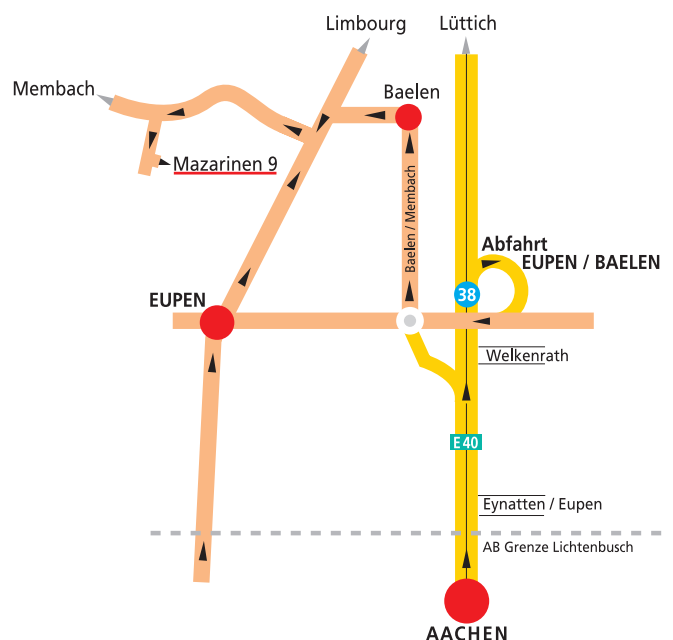 Limbourg
Lüttich
Membach
Baelen
Mazarinen 9
Baelen / Membach
Abfahrt
EUPEN / BAELEN
38
EUPEN
Welkenrath
E40
Eynatten / Eupen
AB Grenze Lichtenbusch
AACHEN